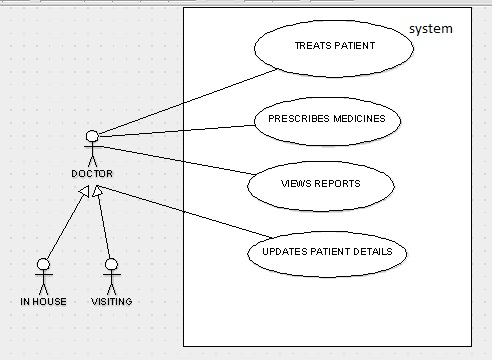 system
TREATS PATIENT
PRESCRIBES MEDICINES
DOCTOR
VIEWS REPORTS
UPDATES PATIENT DETAILS
IN HOUSE
VISITING